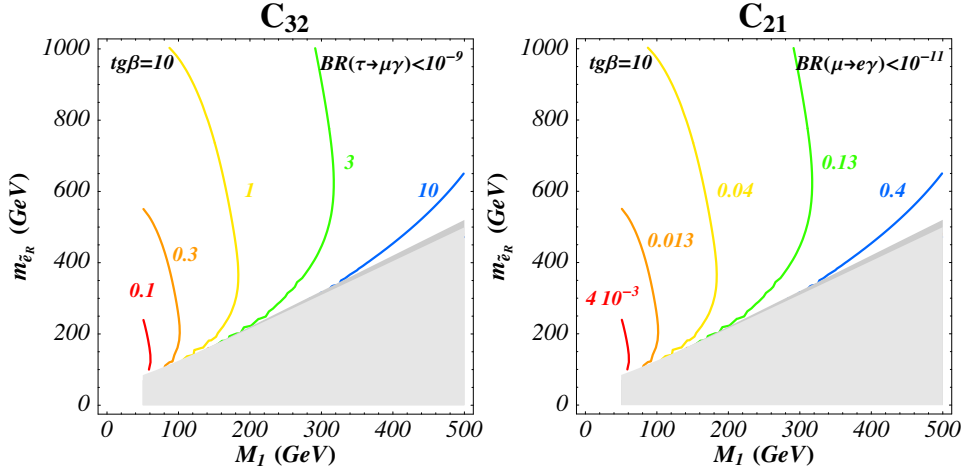 C₃₂
tgβ=10 BR(τ→μγ)<10⁻⁹
1000
800
600
400
200
0
m_ẽ_R (GeV)
0.1
0.3
1
3
10
0 100 200 300 400 500
M₁ (GeV)
C₂₁
tgβ=10 BR(μ→eγ)<10⁻¹¹
1000
800
600
400
200
0
m_ẽ_R (GeV)
4 10⁻³
0.013
0.04
0.13
0.4
0 100 200 300 400 500
M₁ (GeV)